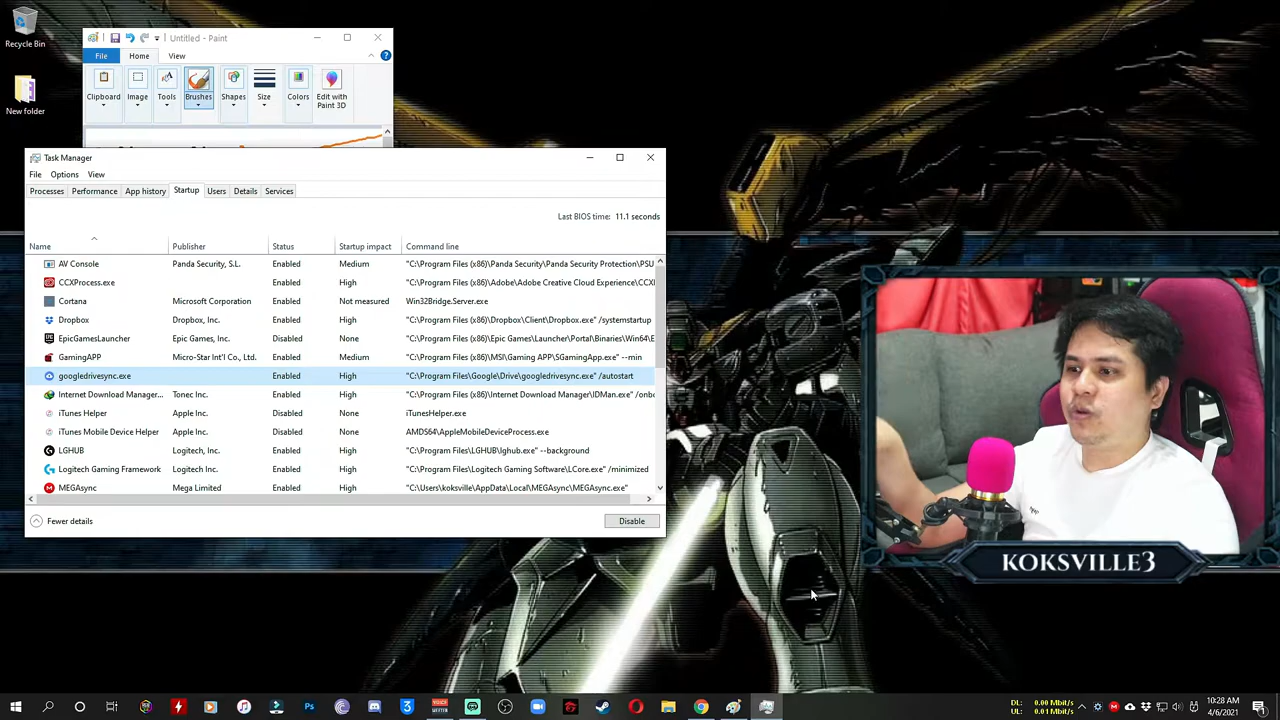 Recycle Bin
New folder
Untitled - Paint
File Home View
Clipboard Image Tools Brushes Shapes Size Colors Edit with Paint 3D
Task Manager
File Options View
Processes Performance App history Startup Users Details Services
Last BIOS time: 11.1 seconds
Name Publisher Status Startup impact Command line
AV Console Panda Security, S.L. Enabled Medium "C:\Program Files (x86)\Panda Security\Panda Security Protection\PSU
CCXProcess.exe Enabled High "C:\Program Files (x86)\Adobe\Adobe Creative Cloud Experience\CCX
Cortana Microsoft Corporation Enabled Not measured Win32Bridge.Server.exe
Dropbox, Inc. Enabled High "C:\Program Files (x86)\Dropbox\Client\Dropbox.exe" /systemstartup
EpicGamesLauncher Epic Games, Inc. Disabled None "C:\Program Files (x86)\Epic Games\Launcher\Portal\Binaries\Win64\E
GamingAPP Micro-Star Int'l Co., Ltd. Enabled Medium "C:\Program Files (x86)\MSI\Gaming APP\GamingApp.exe" --min
googledrivesync.exe Enabled High "C:\Program Files\Google\Drive\googledrivesync.exe" /autostart
Internet Download Manager Tonec Inc. Enabled High "C:\Program Files (x86)\Internet Download Manager\IDMan.exe" /onbo
iTunes Helper Apple Inc. Disabled None iTunesHelper.exe
iTunes Mobile Device Helper Apple Inc. Disabled None AMDS64\AppleMobileDeviceProcess.exe
Logitech, Inc. Enabled High "C:\Program Files\LGHUB\lghub.exe" --background
Logitech Gaming Framework Logitech Inc. Enabled High "C:\Program Files\Logitech Gaming Software\LCore.exe" /minimized
MEGAsync Mega Limited Enabled High "C:\Users\koksville\AppData\Local\MEGAsync\MEGAsync.exe"
Fewer details Disable
KOKSVILLE3
DL: 0.00 Mbit/s
UL: 0.01 Mbit/s
10:28 AM
4/6/2021